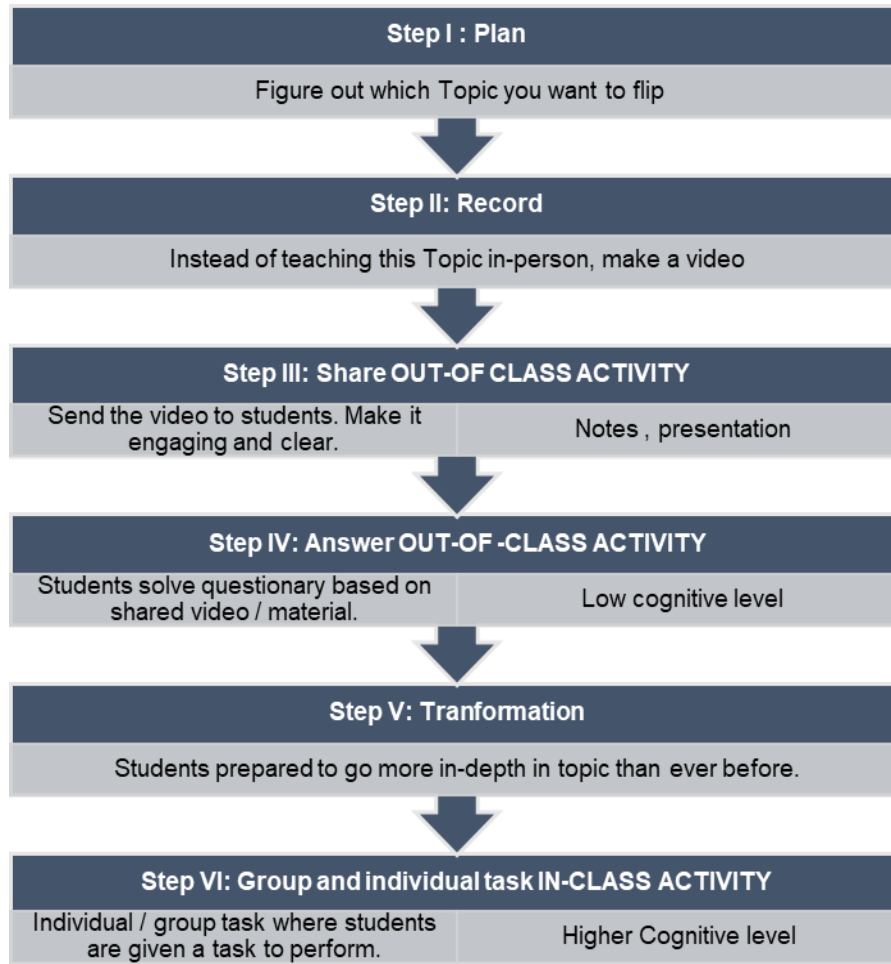 Step I : Plan
Figure out which Topic you want to flip
Step II: Record
Instead of teaching this Topic in-person, make a video
Step III: Share OUT-OF CLASS ACTIVITY
Send the video to students. Make it
engaging and clear.
Notes , presentation
Step IV: Answer OUT-OF -CLASS ACTIVITY
Students solve questionary based on
shared video / material.
Low cognitive level
Step V: Tranformation
Students prepared to go more in-depth in topic than ever before.
Step VI: Group and individual task IN-CLASS ACTIVITY
Individual / group task where students
are given a task to perform.
Higher Cognitive level